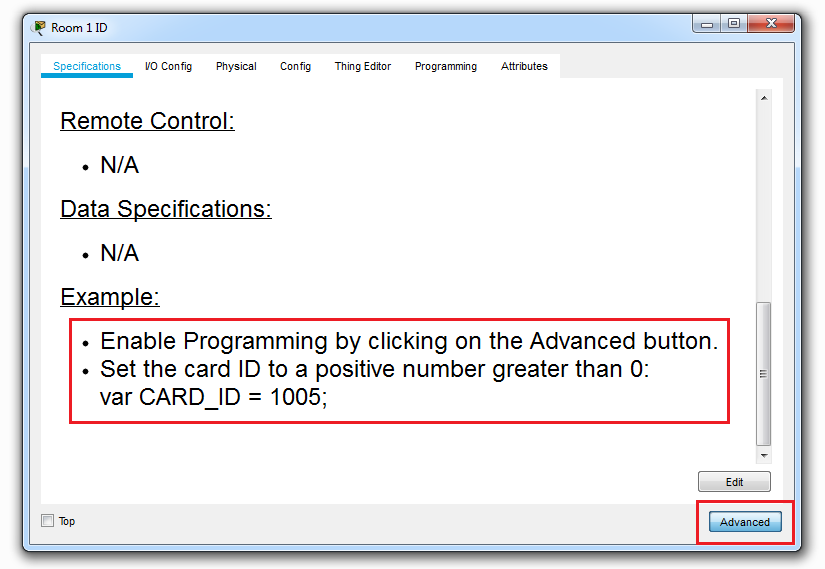 Room 1 ID
Specifications I/O Config Physical Config Thing Editor Programming Attributes
Remote Control:
• N/A
Data Specifications:
• N/A
Example:
• Enable Programming by clicking on the Advanced button.
• Set the card ID to a positive number greater than 0:
var CARD_ID = 1005;
Edit
Top
Advanced